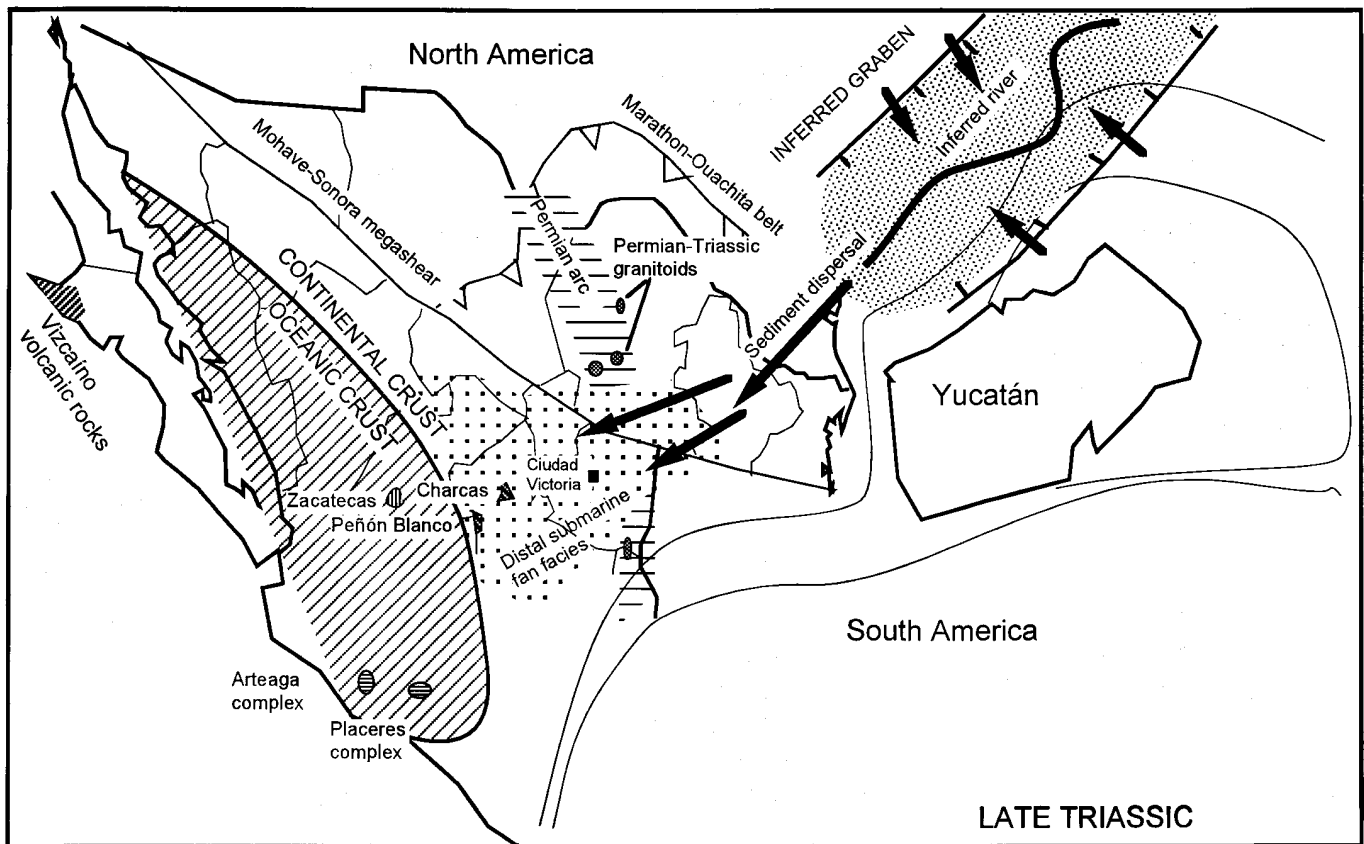 North America
INFERRED GRABEN
Inferred river
Mohave-Sonora megashear
Marathon-Ouachita belt
Permian arc
Permian-Triassic
granitoids
Sediment dispersal
CONTINENTAL CRUST
OCEANIC CRUST
Vizcaíno
volcanic rocks
Yucatán
Ciudad
Victoria
Zacatecas
Charcas
Peñón Blanco
Distal submarine
fan facies
South America
Arteaga
complex
Placeres
complex
LATE TRIASSIC